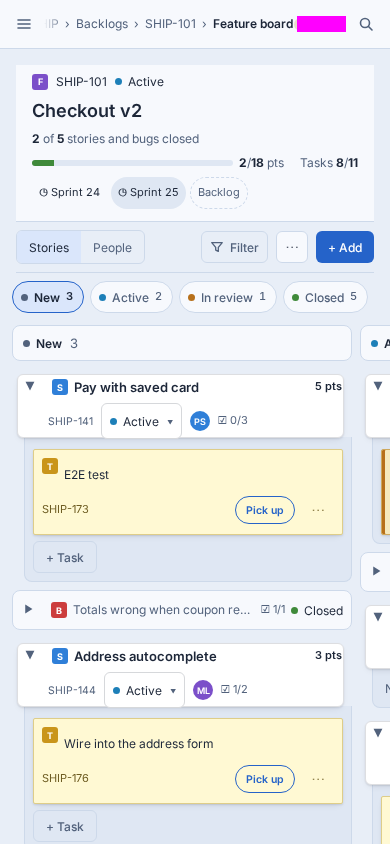 IP › Backlogs › SHIP-101 › Feature board
F SHIP-101 Active
Checkout v2
2 of 5 stories and bugs closed
2/18 pts Tasks 8/11
Sprint 24 Sprint 25 Backlog
Stories People Filter ··· + Add
New 3 Active 2 In review 1 Closed 5
New 3
S Pay with saved card 5 pts
SHIP-141 Active PS 0/3
T E2E test
SHIP-173 Pick up ···
+ Task
B Totals wrong when coupon re… 1/1 Closed
S Address autocomplete 3 pts
SHIP-144 Active ML 1/2
T Wire into the address form
SHIP-176 Pick up ···
+ Task